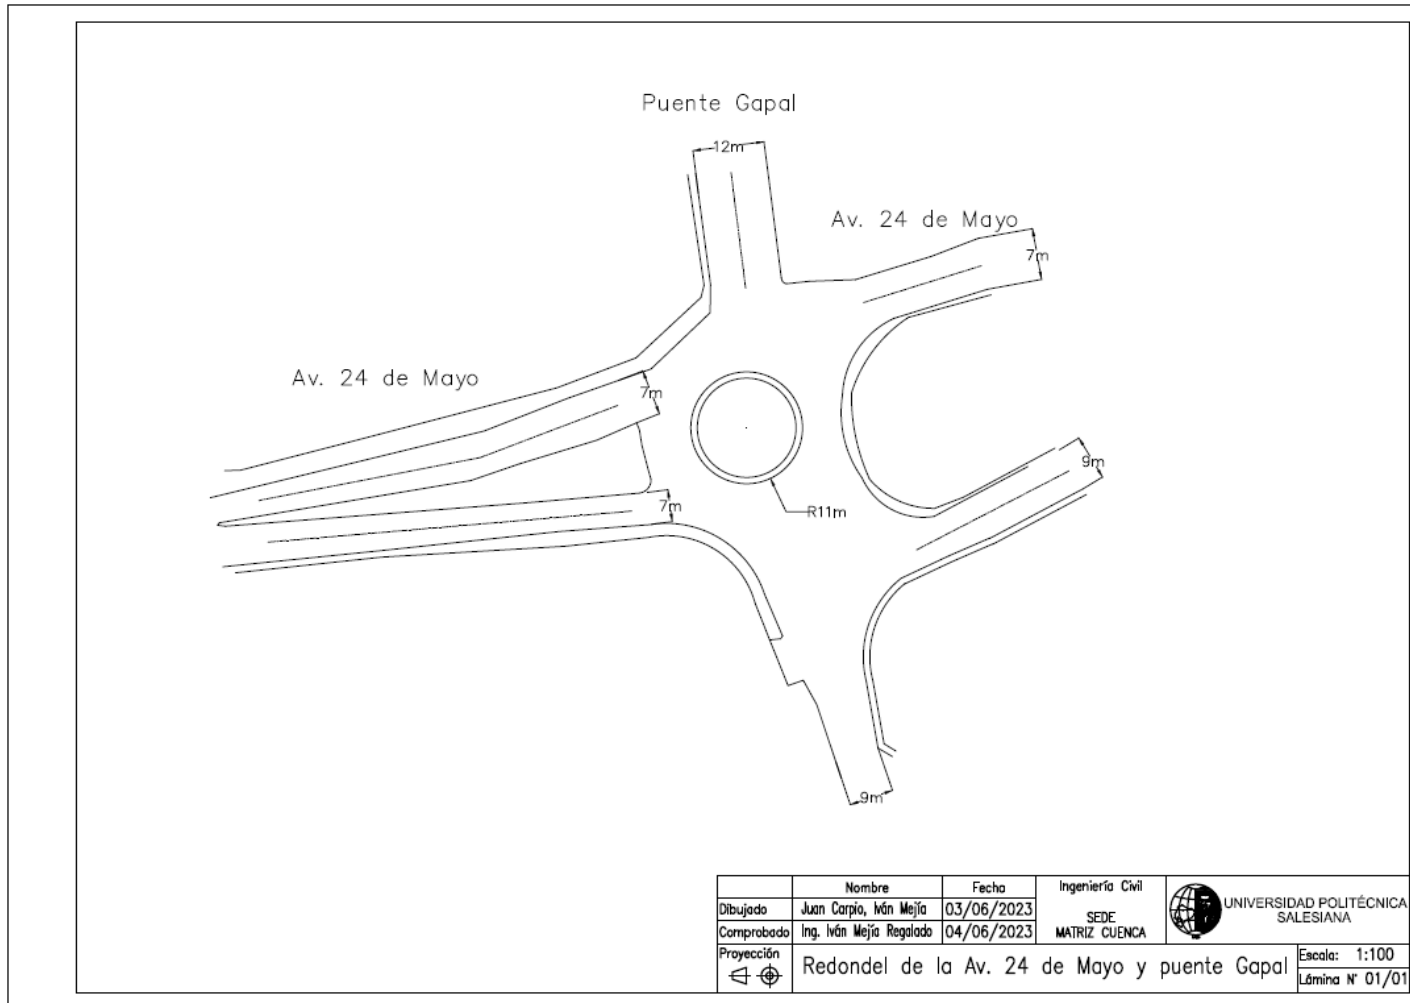 Puente Gapal
12m
Av. 24 de Mayo
7m
Av. 24 de Mayo
7m
9m
7m
R11m
9m
Nombre Fecha Ingeniería Civil
Dibujado Juan Carpio, Iván Mejía 03/06/2023 SEDE
Comprobado Ing. Iván Mejía Regalado 04/06/2023 MATRIZ CUENCA
UNIVERSIDAD POLITÉCNICA
SALESIANA
Proyección Redondel de la Av. 24 de Mayo y puente Gapal
Escala: 1:100
Lámina N° 01/01